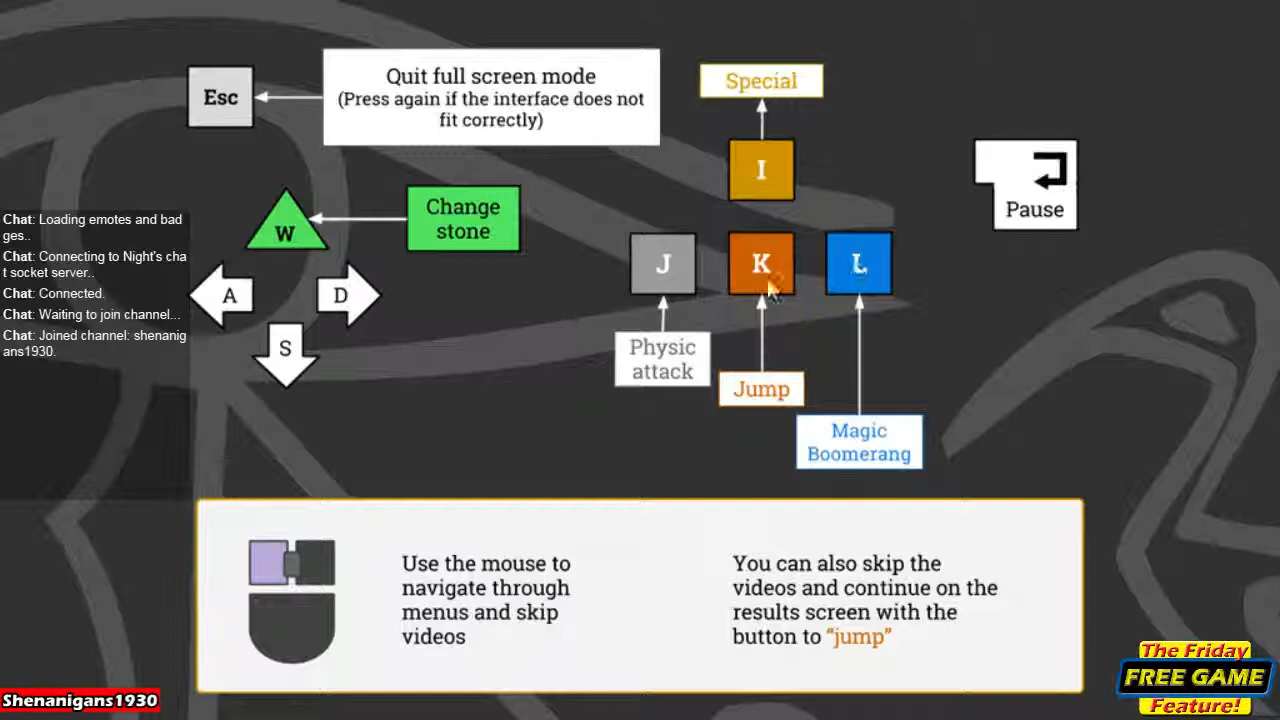 Esc
Quit full screen mode
(Press again if the interface does not
fit correctly)
Special
I
Pause
W
Change
stone
A
D
S
J
K
L
Physic
attack
Jump
Magic
Boomerang
Chat: Loading emotes and bad
ges..
Chat: Connecting to Night's cha
t socket server..
Chat: Connected.
Chat: Waiting to join channel...
Chat: Joined channel: shenanig
ans1930.
Use the mouse to
navigate through
menus and skip
videos
You can also skip the
videos and continue on the
results screen with the
button to “jump”
Shenanigans1930
The Friday
FREE GAME
Feature!